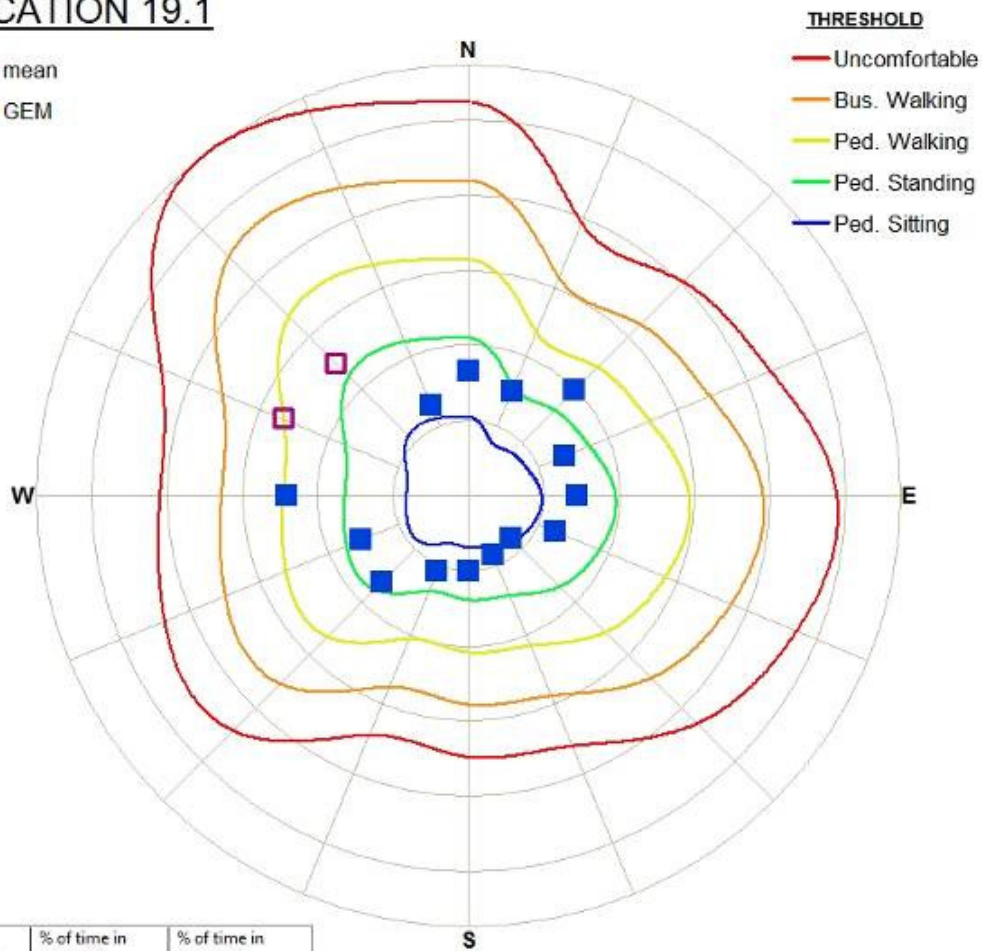 CATION 19.1
mean
GEM
THRESHOLD
Uncomfortable
Bus. Walking
Ped. Walking
Ped. Standing
Ped. Sitting
N
W
E
S
% of time in
% of time in